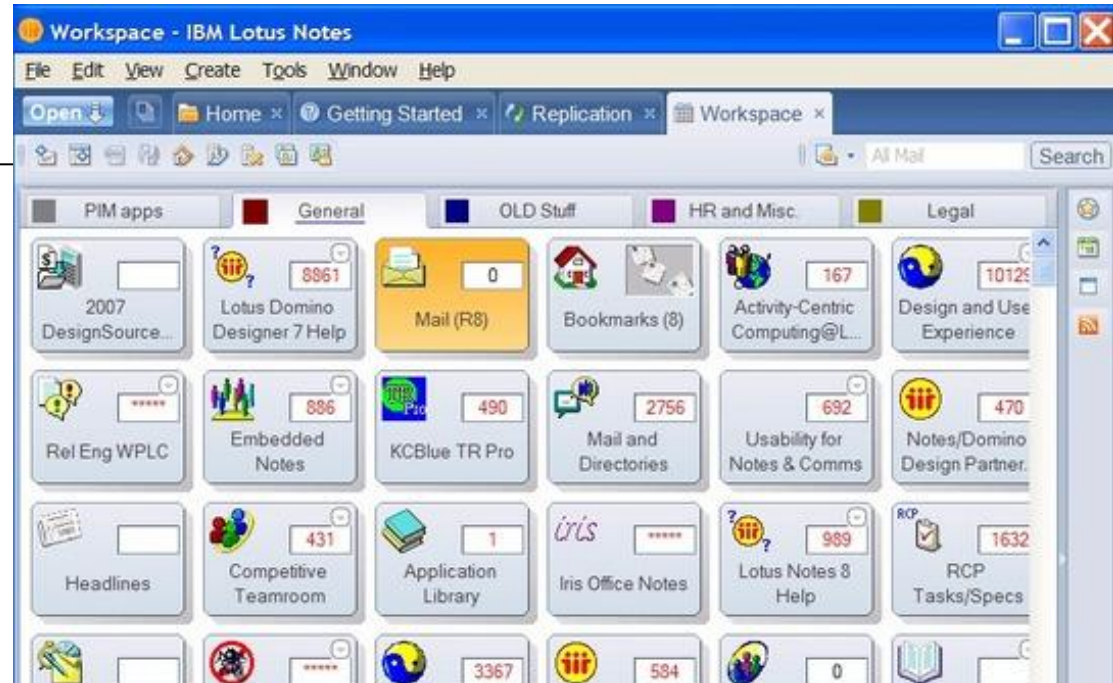 Workspace - IBM Lotus Notes
File Edit View Create Tools Window Help
Open Home Getting Started Replication Workspace
All Mail Search
PIM apps General OLD Stuff HR and Misc. Legal
8861 0 167 10129
2007 Lotus Domino Mail (R8) Bookmarks (8) Activity-Centric Design and Use
DesignSource... Designer 7 Help Computing@L... Experience
***** 886 TR Pro 490 2756 692 470
Rel Eng WPLC Embedded KCBlue TR Pro Mail and Usability for Notes/Domino
Notes Directories Notes & Comms Design Partner.
431 1 iris ***** 989 RCP 1632
Headlines Competitive Application Iris Office Notes Lotus Notes 8 RCP
Teamroom Library Help Tasks/Specs
***** 3367 584 0